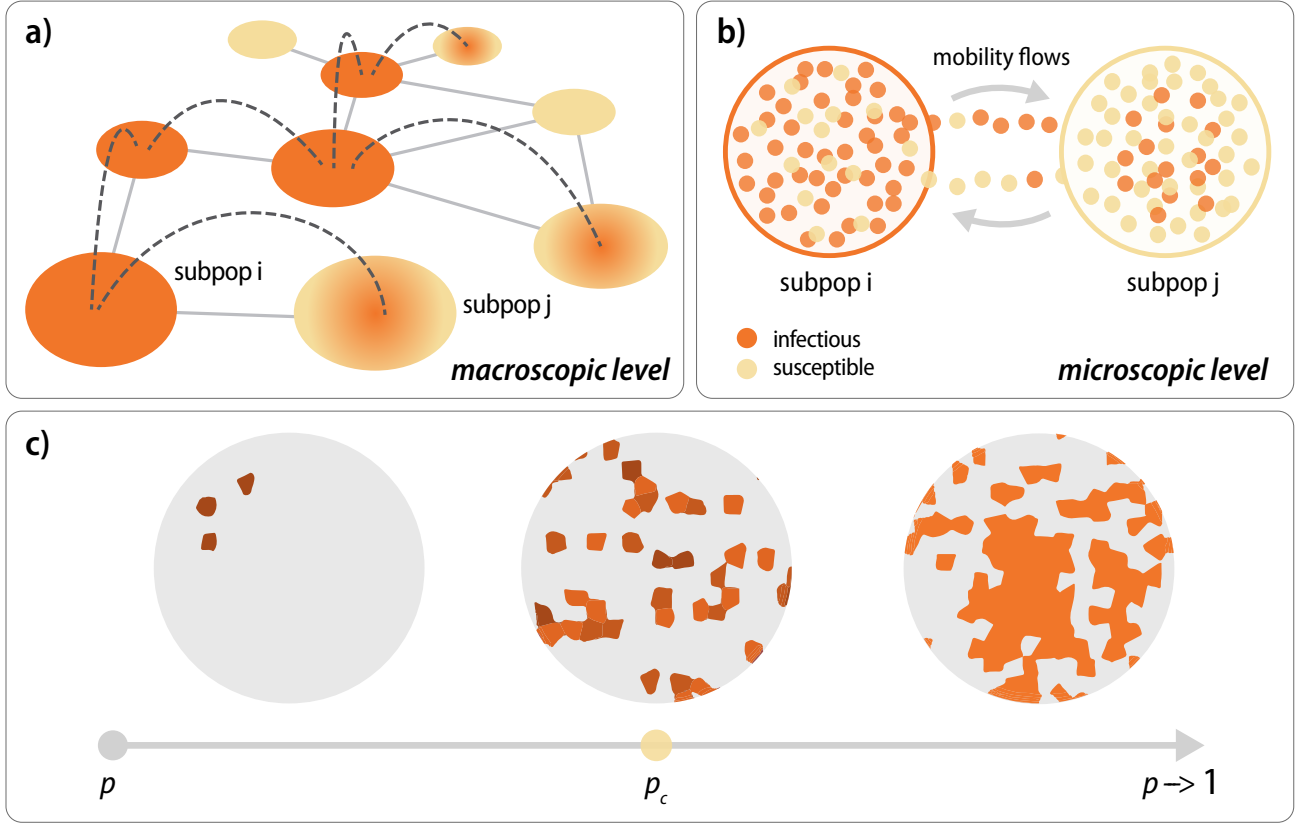 a)
subpop i
subpop j
macroscopic level
b)
mobility flows
subpop i
subpop j
infectious
susceptible
microscopic level
c)
p
p_c
p --> 1